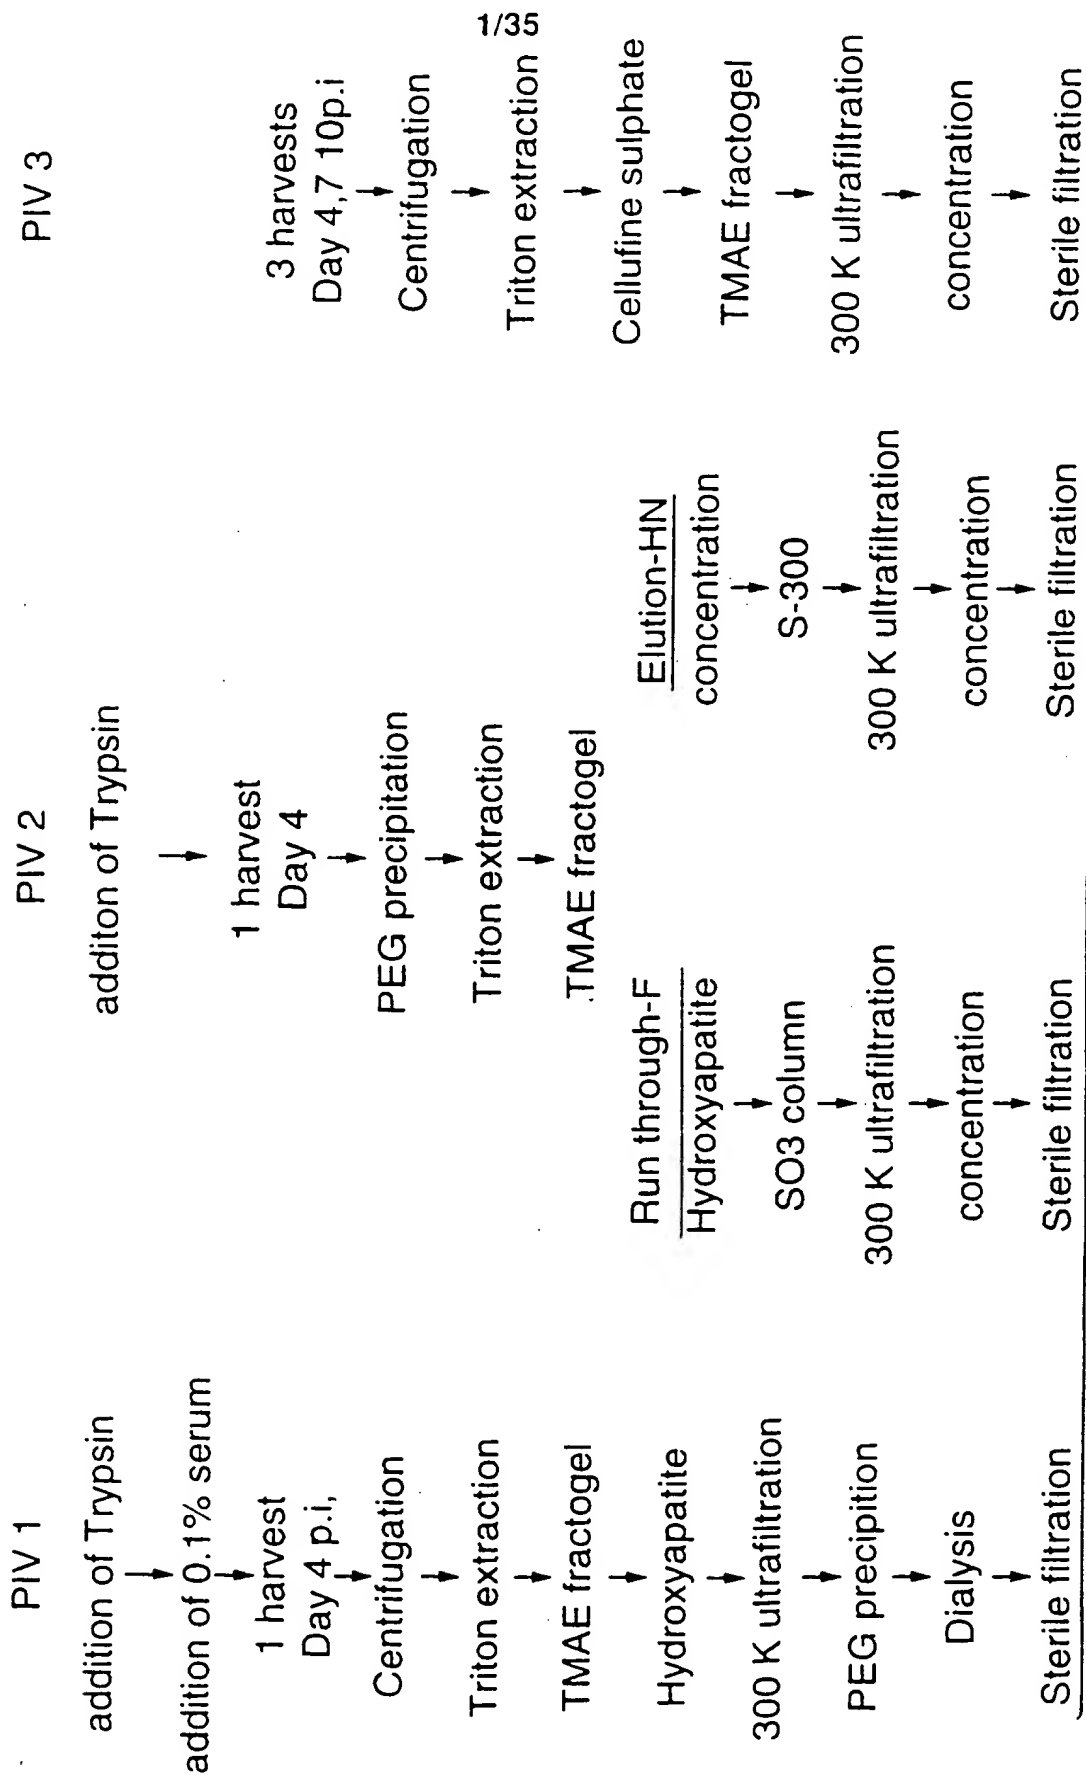 1/35
PIV 1
addition of Trypsin
addition of 0.1% serum
1 harvest
Day 4 p.i,
Centrifugation
Triton extraction
TMAE fractogel
Hydroxyapatite
300 K ultrafiltration
PEG precipition
Dialysis
Sterile filtration
PIV 2
additon of Trypsin
1 harvest
Day 4
PEG precipitation
Triton extraction
.TMAE fractogel
Run through-F
Hydroxyapatite
SO3 column
300 K ultrafiltration
concentration
Sterile filtration
Elution-HN
concentration
S-300
300 K ultrafiltration
concentration
Sterile filtration
PIV 3
3 harvests
Day 4,7 10p.i
Centrifugation
Triton extraction
Cellufine sulphate
TMAE fractogel
300 K ultrafiltration
concentration
Sterile filtration